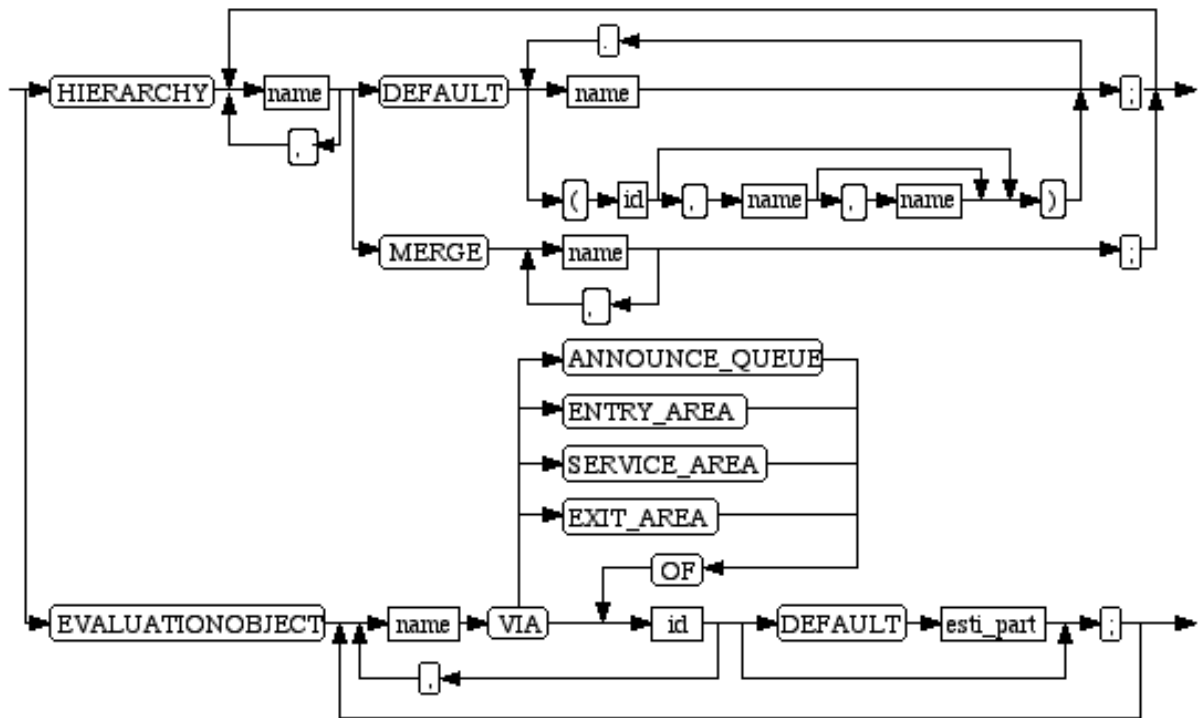 .
HIERARCHY name DEFAULT name ;
,
( id , name , name )
MERGE name ;
,
ANNOUNCE_QUEUE
ENTRY_AREA
SERVICE_AREA
EXIT_AREA
OF
EVALUATIONOBJECT name VIA id DEFAULT esti_part ;
,